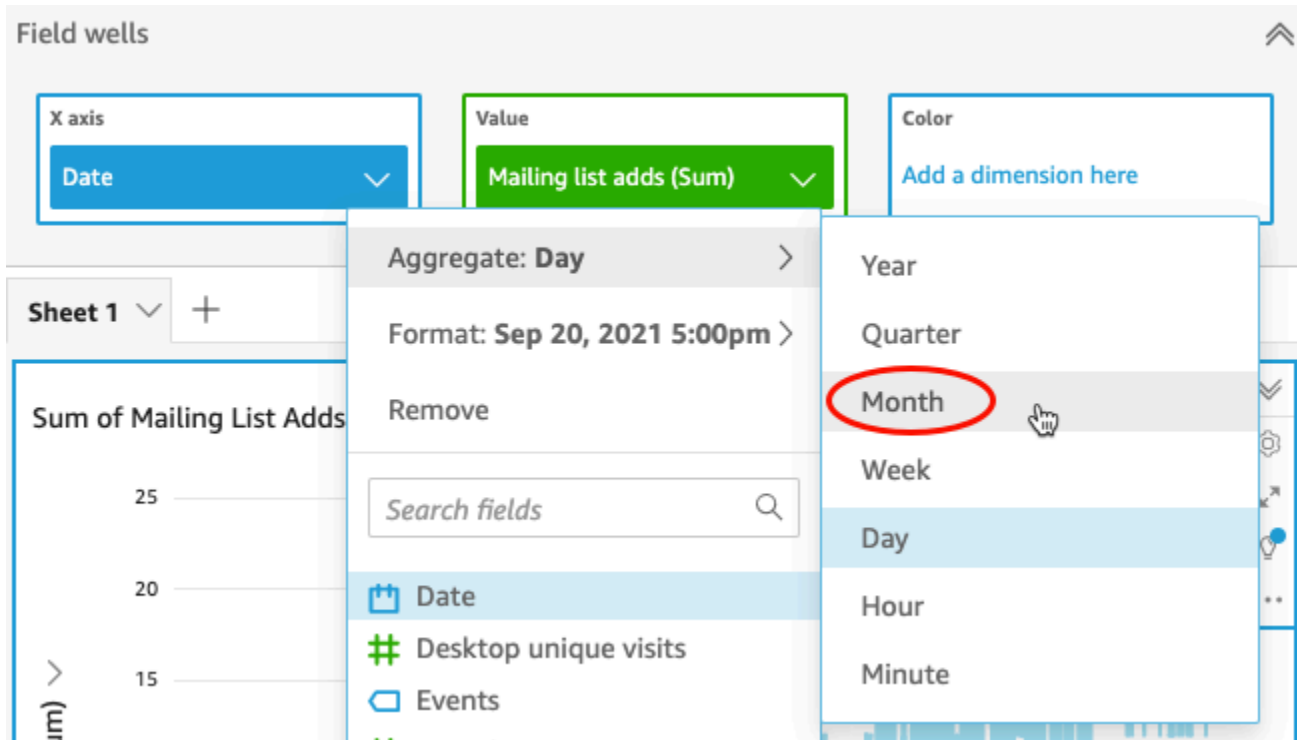 Field wells
X axis
Value
Color
Date
Mailing list adds (Sum)
Add a dimension here
Aggregate: Day
Format: Sep 20, 2021 5:00pm
Remove
Search fields
Date
Desktop unique visits
Events
Year
Quarter
Month
Week
Day
Hour
Minute
Sheet 1
Sum of Mailing List Adds
25
20
15
um)